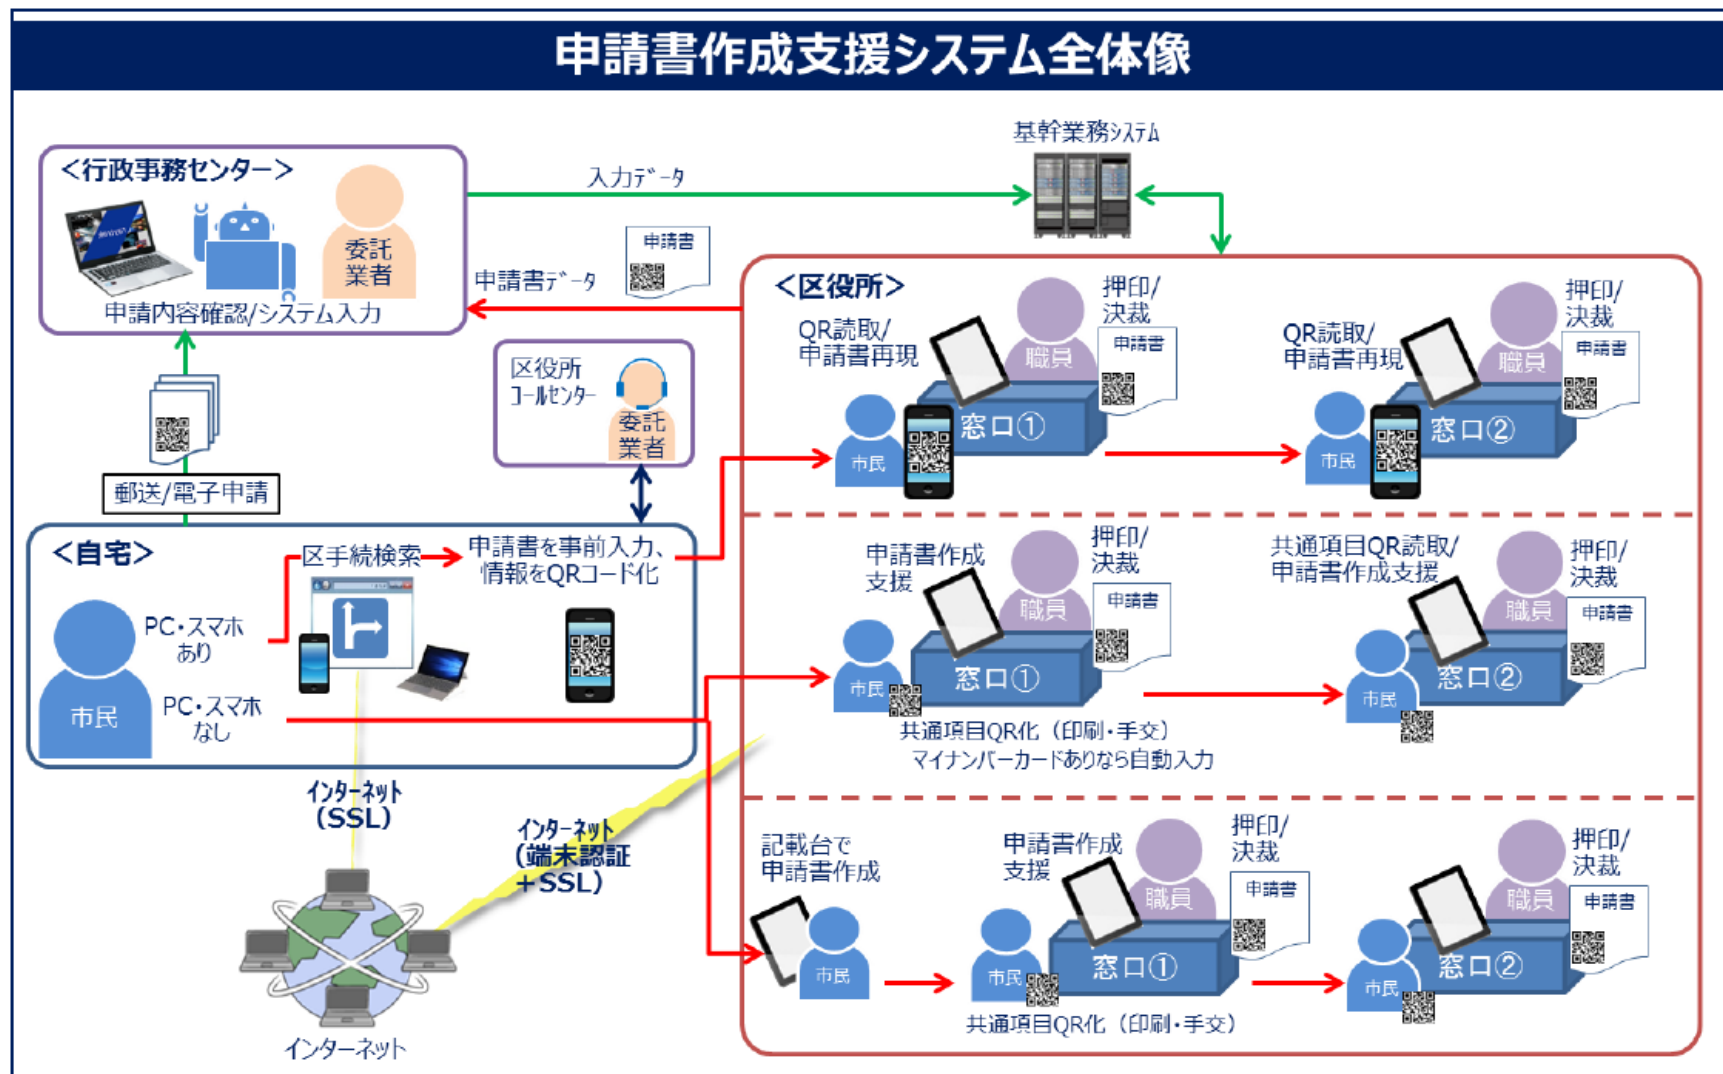 申請書作成支援システム全体像
基幹業務ｼｽﾃﾑ
＜行政事務センター＞
入力ﾃﾞｰﾀ
委託
業者
申請内容確認/システム入力
申請書ﾃﾞｰﾀ
申請書
区役所
ｺｰﾙｾﾝﾀｰ
委託
業者
郵送/電子申請
＜自宅＞
区手続検索
申請書を事前入力、
情報をQRコード化
PC・スマホ
あり
市民
PC・スマホ
なし
ｲﾝﾀｰﾈｯﾄ
（SSL）
ｲﾝﾀｰﾈｯﾄ
（端末認証
＋SSL）
インターネット
＜区役所＞
QR読取/
申請書再現
職員
押印/
決裁
申請書
市民
窓口①
QR読取/
申請書再現
職員
押印/
決裁
申請書
市民
窓口②
申請書作成
支援
職員
押印/
決裁
申請書
市民
窓口①
共通項目QR化（印刷・手交）
マイナンバーカードありなら自動入力
共通項目QR読取/
申請書作成支援
職員
押印/
決裁
申請書
市民
窓口②
記載台で
申請書作成
市民
申請書作成
支援
職員
押印/
決裁
申請書
市民
窓口①
共通項目QR化（印刷・手交）
職員
押印/
決裁
申請書
市民
窓口②